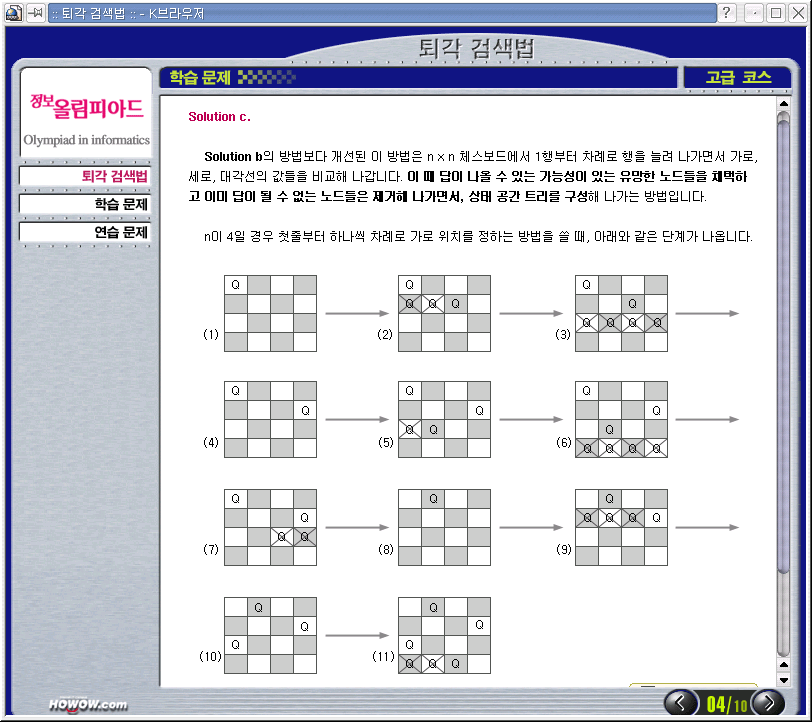 :: 퇴각 검색법 :: - K브라우저
퇴각 검색법
학습 문제
고급 코스
정보올림피아드
Olympiad in informatics
퇴각 검색법
학습 문제
연습 문제
Solution c.
Solution b의 방법보다 개선된 이 방법은 n x n 체스보드에서 1행부터 차례로 행을 늘려 나가면서 가로,
세로, 대각선의 값들을 비교해 나갑니다. 이 때 답이 나올 수 있는 가능성이 있는 유망한 노드들을 채택하
고 이미 답이 될 수 없는 노드들은 제거해 나가면서, 상태 공간 트리를 구성해 나가는 방법입니다.
n이 4일 경우 첫줄부터 하나씩 차례로 가로 위치를 정하는 방법을 쓸 때, 아래와 같은 단계가 나옵니다.
Q Q Q
Q Q Q Q
(1) (2) (3) Q Q Q Q
Q Q Q
Q Q Q
Q Q Q
(4) (5) (6) Q Q Q Q
Q Q Q
Q Q Q Q Q
Q Q
(7) (8) (9)
Q Q
Q Q
Q Q
(10) (11) Q Q Q
HOWOW.com
04/10